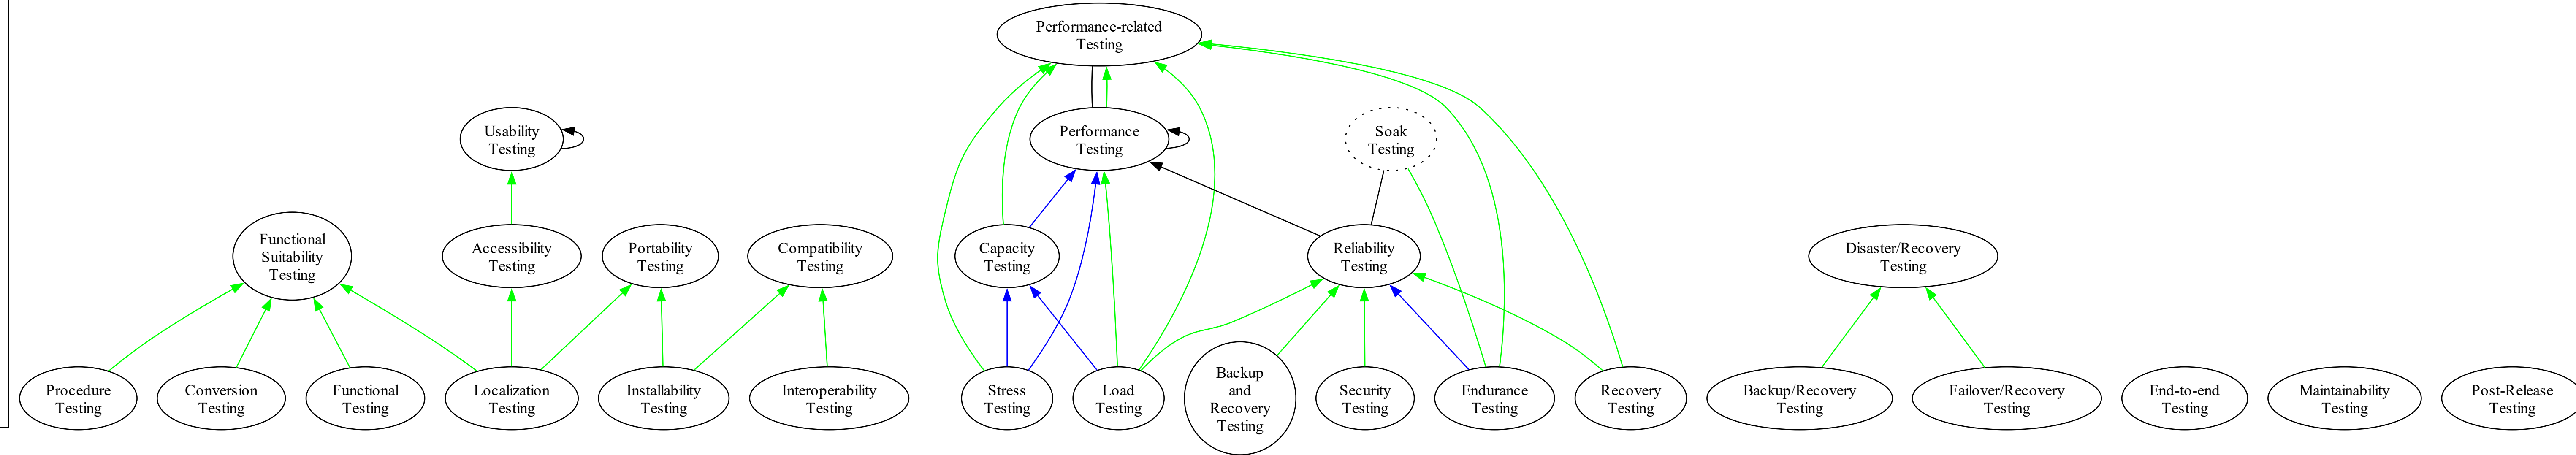 Performance-related
Testing
Usability
Testing
Performance
Testing
Soak
Testing
Functional
Suitability
Testing
Accessibility
Testing
Portability
Testing
Compatibility
Testing
Capacity
Testing
Reliability
Testing
Disaster/Recovery
Testing
Procedure
Testing
Conversion
Testing
Functional
Testing
Localization
Testing
Installability
Testing
Interoperability
Testing
Stress
Testing
Load
Testing
Backup
and
Recovery
Testing
Security
Testing
Endurance
Testing
Recovery
Testing
Backup/Recovery
Testing
Failover/Recovery
Testing
End-to-end
Testing
Maintainability
Testing
Post-Release
Testing